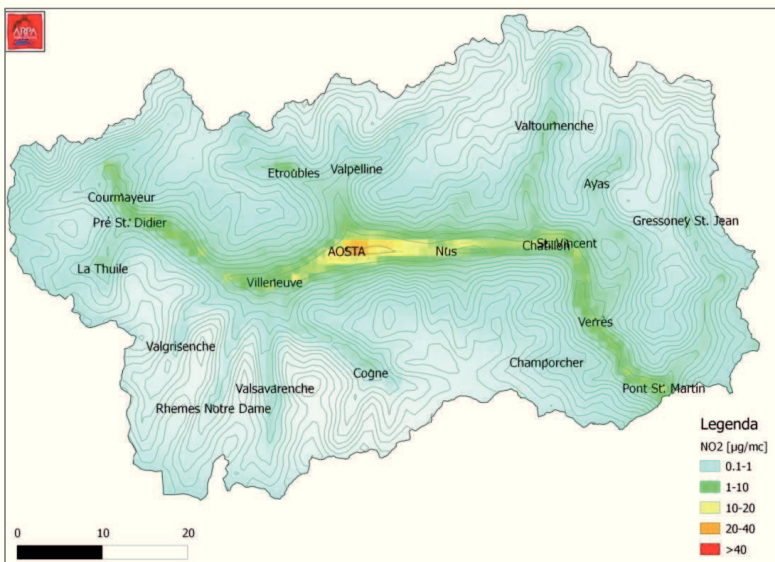 ARPA
Valtournenche
Etroubles
Valpelline
Ayas
Courmayeur
Gressoney St. Jean
Pré St. Didier
AOSTA
Nus
Chatillon
St. Vincent
La Thuile
Villeneuve
Verrès
Valgrisenche
Champorcher
Cogne
Valsavarenche
Pont St. Martin
Rhemes Notre Dame
Legenda
NO2 [µg/mc]
0.1-1
1-10
10-20
20-40
>40
0 10 20